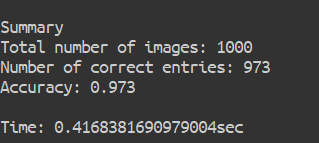 Summary
Total number of images: 1000
Number of correct entries: 973
Accuracy: 0.973
Time: 0.4168381690979004sec